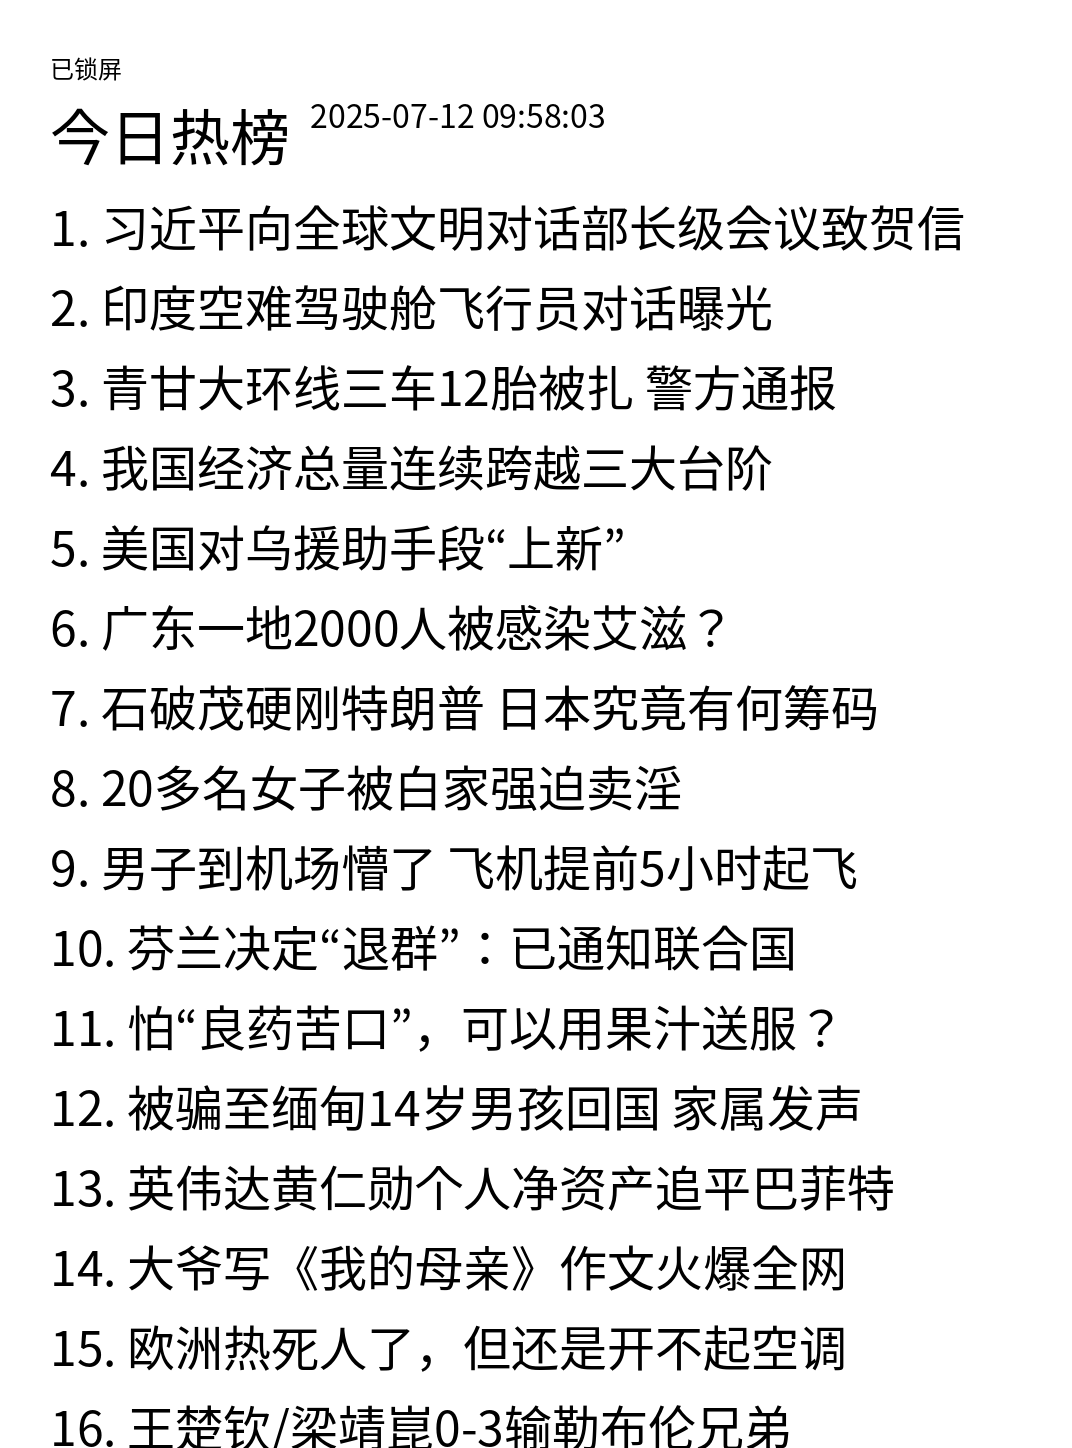 已锁屏
今日热榜 2025-07-12 09:58:03
1. 习近平向全球文明对话部长级会议致贺信
2. 印度空难驾驶舱飞行员对话曝光
3. 青甘大环线三车12胎被扎 警方通报
4. 我国经济总量连续跨越三大台阶
5. 美国对乌援助手段“上新”
6. 广东一地2000人被感染艾滋？
7. 石破茂硬刚特朗普 日本究竟有何筹码
8. 20多名女子被白家强迫卖淫
9. 男子到机场懵了 飞机提前5小时起飞
10. 芬兰决定“退群”：已通知联合国
11. 怕“良药苦口”，可以用果汁送服？
12. 被骗至缅甸14岁男孩回国 家属发声
13. 英伟达黄仁勋个人净资产追平巴菲特
14. 大爷写《我的母亲》作文火爆全网
15. 欧洲热死人了，但还是开不起空调
16. 王楚钦/梁靖崑0-3输勒布伦兄弟